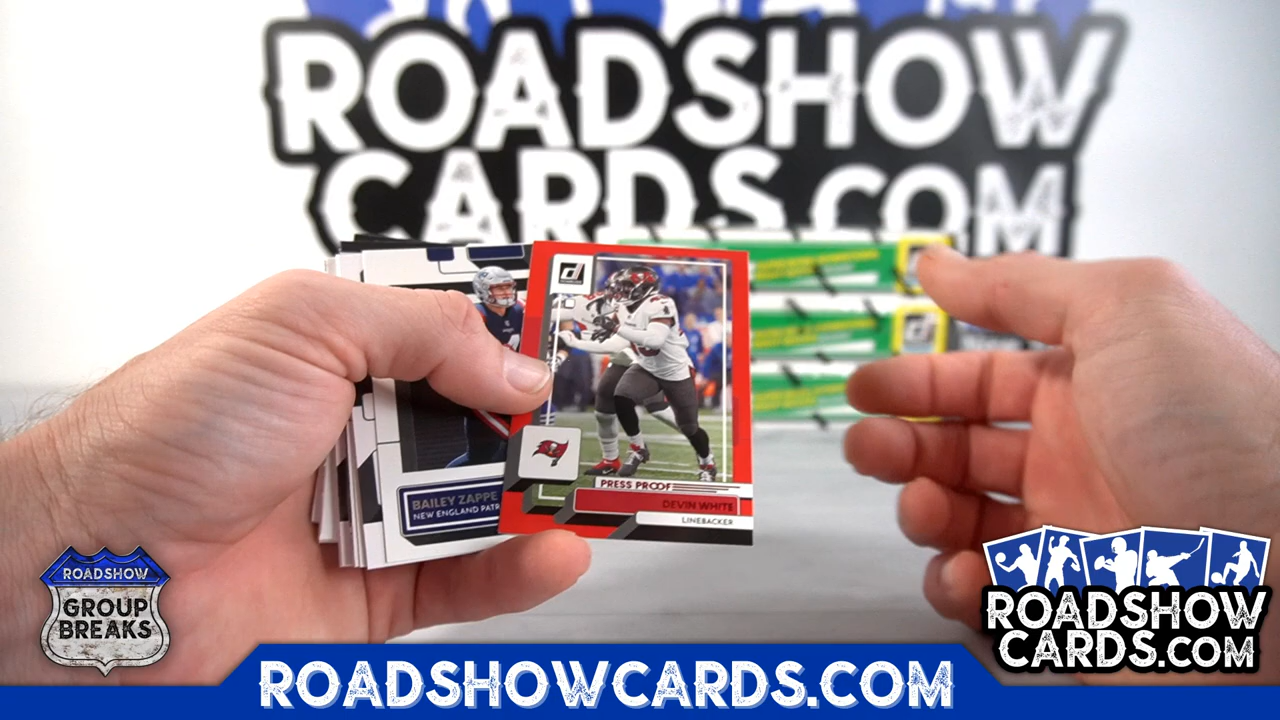 ROADSHOW
CARDS.COM
BAILEY ZAPPE
NEW ENGLAND PATR
PRESS PROOF
DEVIN WHITE
LINEBACKER
ROADSHOW
GROUP
BREAKS
ROADSHOW
CARDS.COM
ROADSHOWCARDS.COM